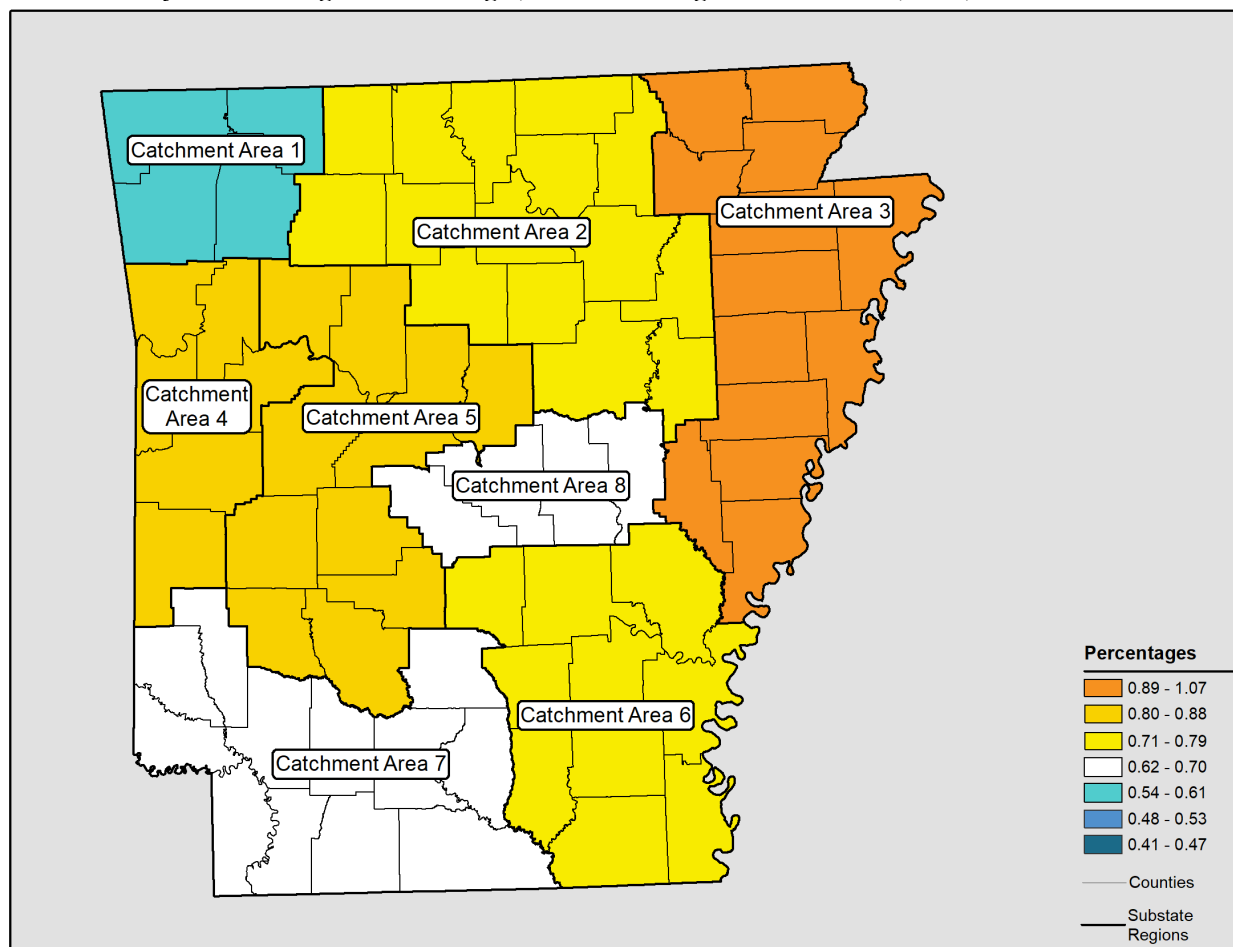 Catchment Area 1
Catchment Area 2
Catchment Area 3
Catchment
Area 4
Catchment Area 5
Catchment Area 8
Catchment Area 6
Catchment Area 7
Percentages
0.89 - 1.07
0.80 - 0.88
0.71 - 0.79
0.62 - 0.70
0.54 - 0.61
0.48 - 0.53
0.41 - 0.47
Counties
Substate
Regions